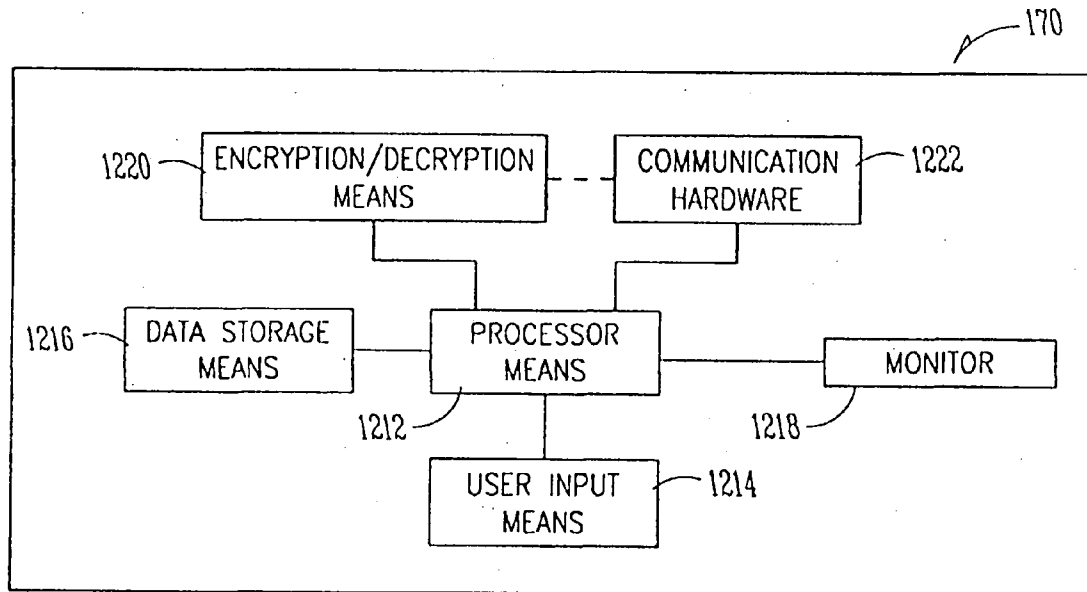 170
1220
ENCRYPTION/DECRYPTION
MEANS
COMMUNICATION
HARDWARE
1222
1216
DATA STORAGE
MEANS
PROCESSOR
MEANS
MONITOR
1212
1218
USER INPUT
MEANS
1214